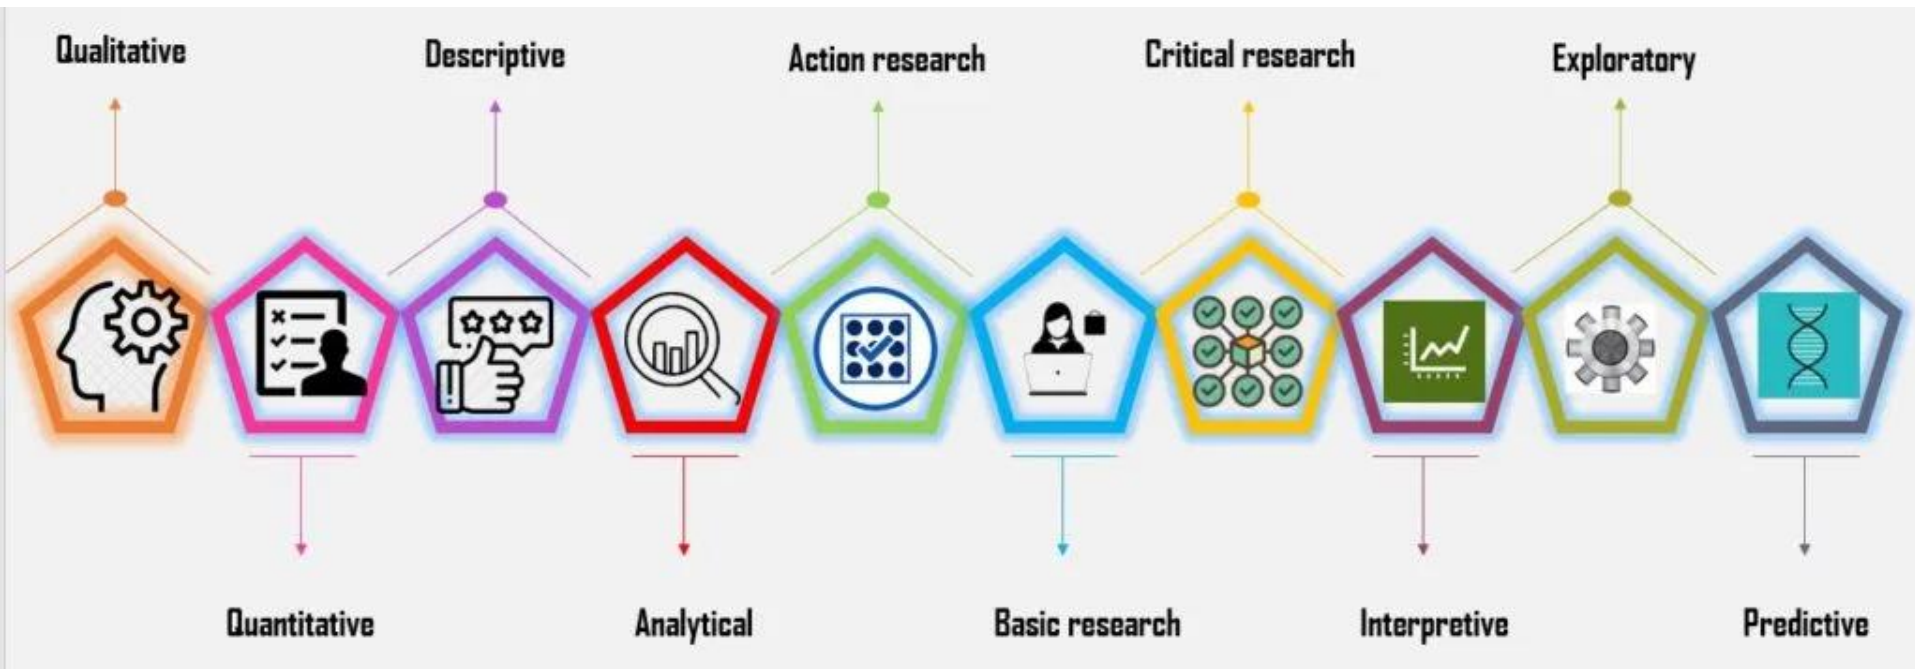 Qualitative
Descriptive
Action research
Critical research
Exploratory
Quantitative
Analytical
Basic research
Interpretive
Predictive